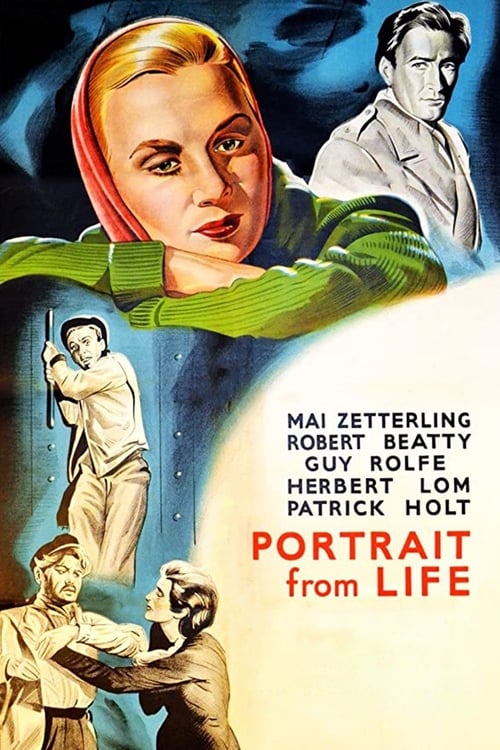 MAI ZETTERLING
ROBERT BEATTY
GUY ROLFE
HERBERT LOM
PATRICK HOLT
PORTRAIT
from LIFE